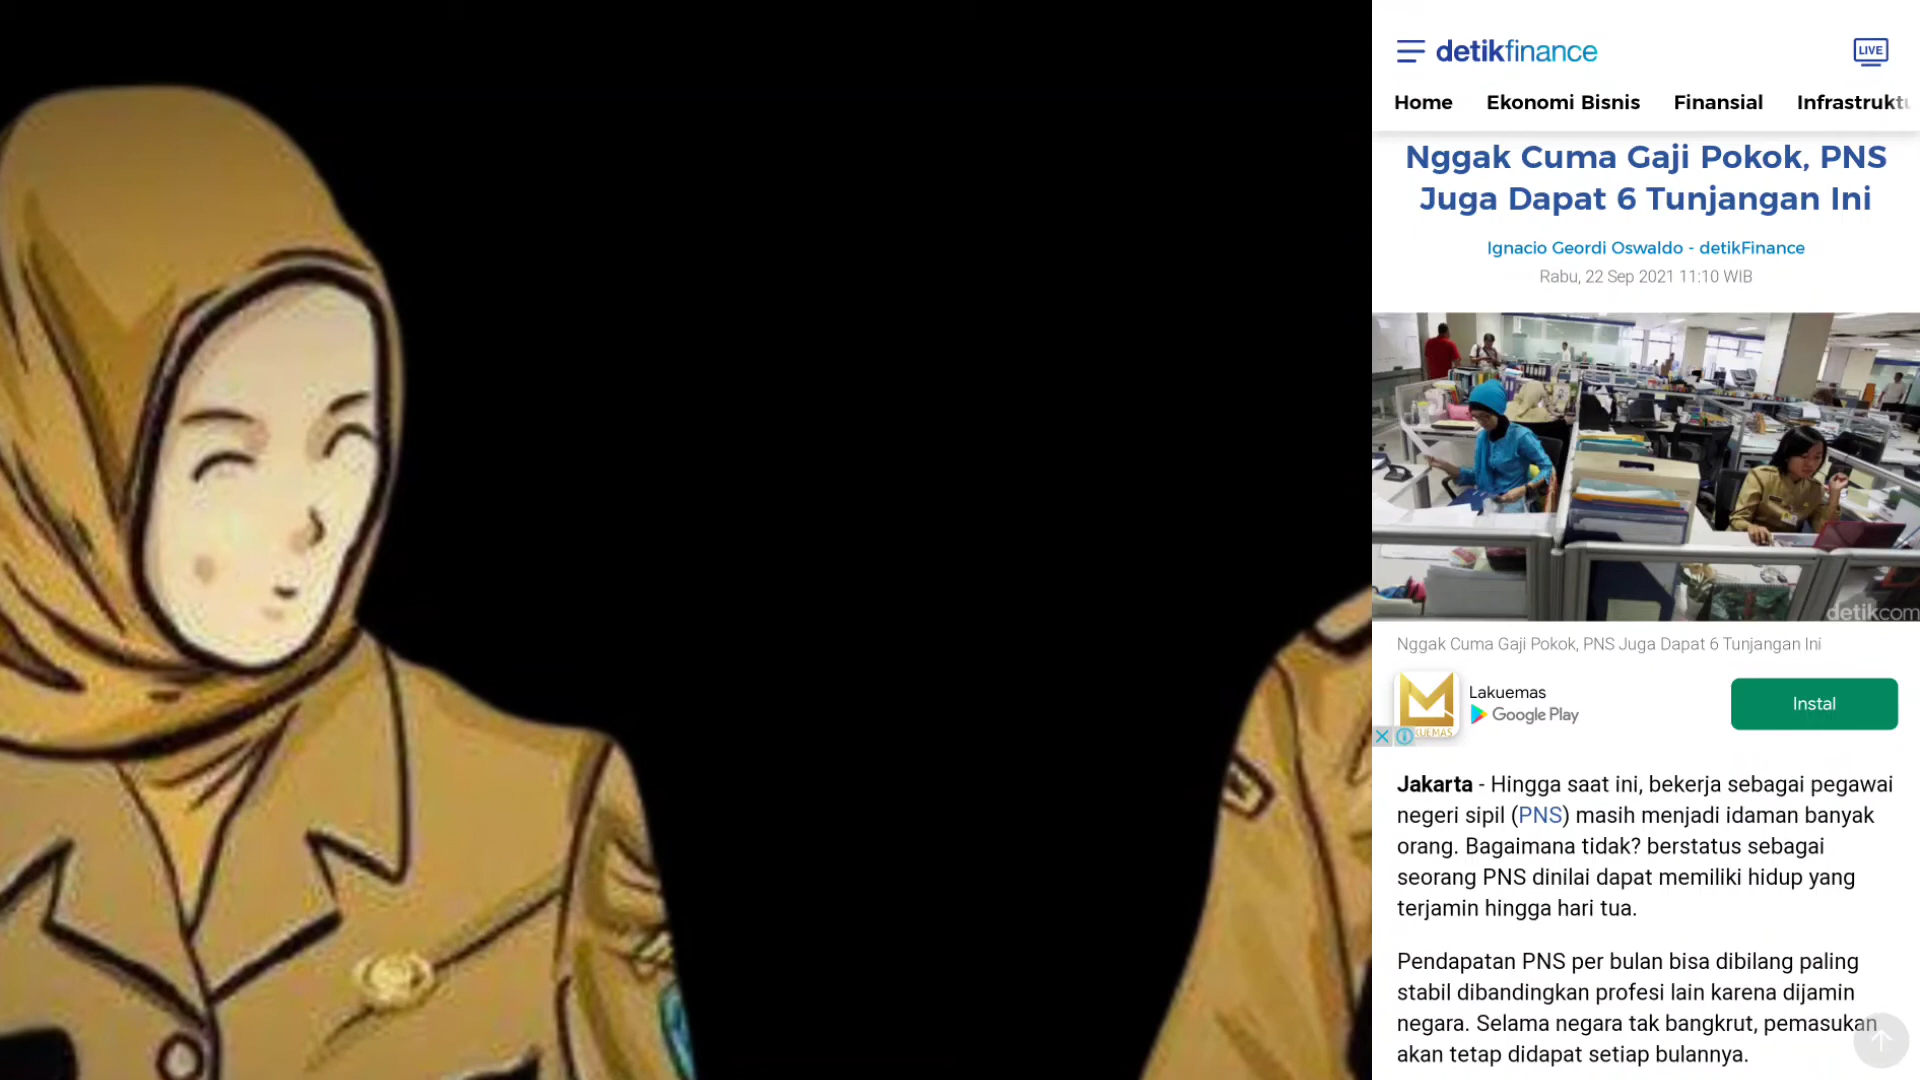 detikfinance
LIVE
Home Ekonomi Bisnis Finansial Infrastruktu
Nggak Cuma Gaji Pokok, PNS
Juga Dapat 6 Tunjangan Ini
Ignacio Geordi Oswaldo - detikFinance
Rabu, 22 Sep 2021 11:10 WIB
detikcom
Nggak Cuma Gaji Pokok, PNS Juga Dapat 6 Tunjangan Ini
Lakuemas
Google Play
Instal
KUEMAS
Jakarta - Hingga saat ini, bekerja sebagai pegawai
negeri sipil (PNS) masih menjadi idaman banyak
orang. Bagaimana tidak? berstatus sebagai
seorang PNS dinilai dapat memiliki hidup yang
terjamin hingga hari tua.
Pendapatan PNS per bulan bisa dibilang paling
stabil dibandingkan profesi lain karena dijamin
negara. Selama negara tak bangkrut, pemasukan
akan tetap didapat setiap bulannya.